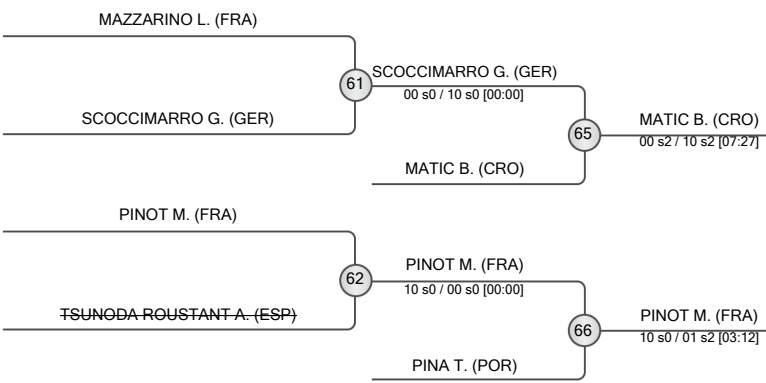 MAZZARINO L. (FRA)
61
SCOCCIMARRO G. (GER)
00 s0 / 10 s0 [00:00]
SCOCCIMARRO G. (GER)
65
MATIC B. (CRO)
00 s2 / 10 s2 [07:27]
MATIC B. (CRO)
PINOT M. (FRA)
62
PINOT M. (FRA)
10 s0 / 00 s0 [00:00]
TSUNODA ROUSTANT A. (ESP)
66
PINOT M. (FRA)
10 s0 / 01 s2 [03:12]
PINA T. (POR)